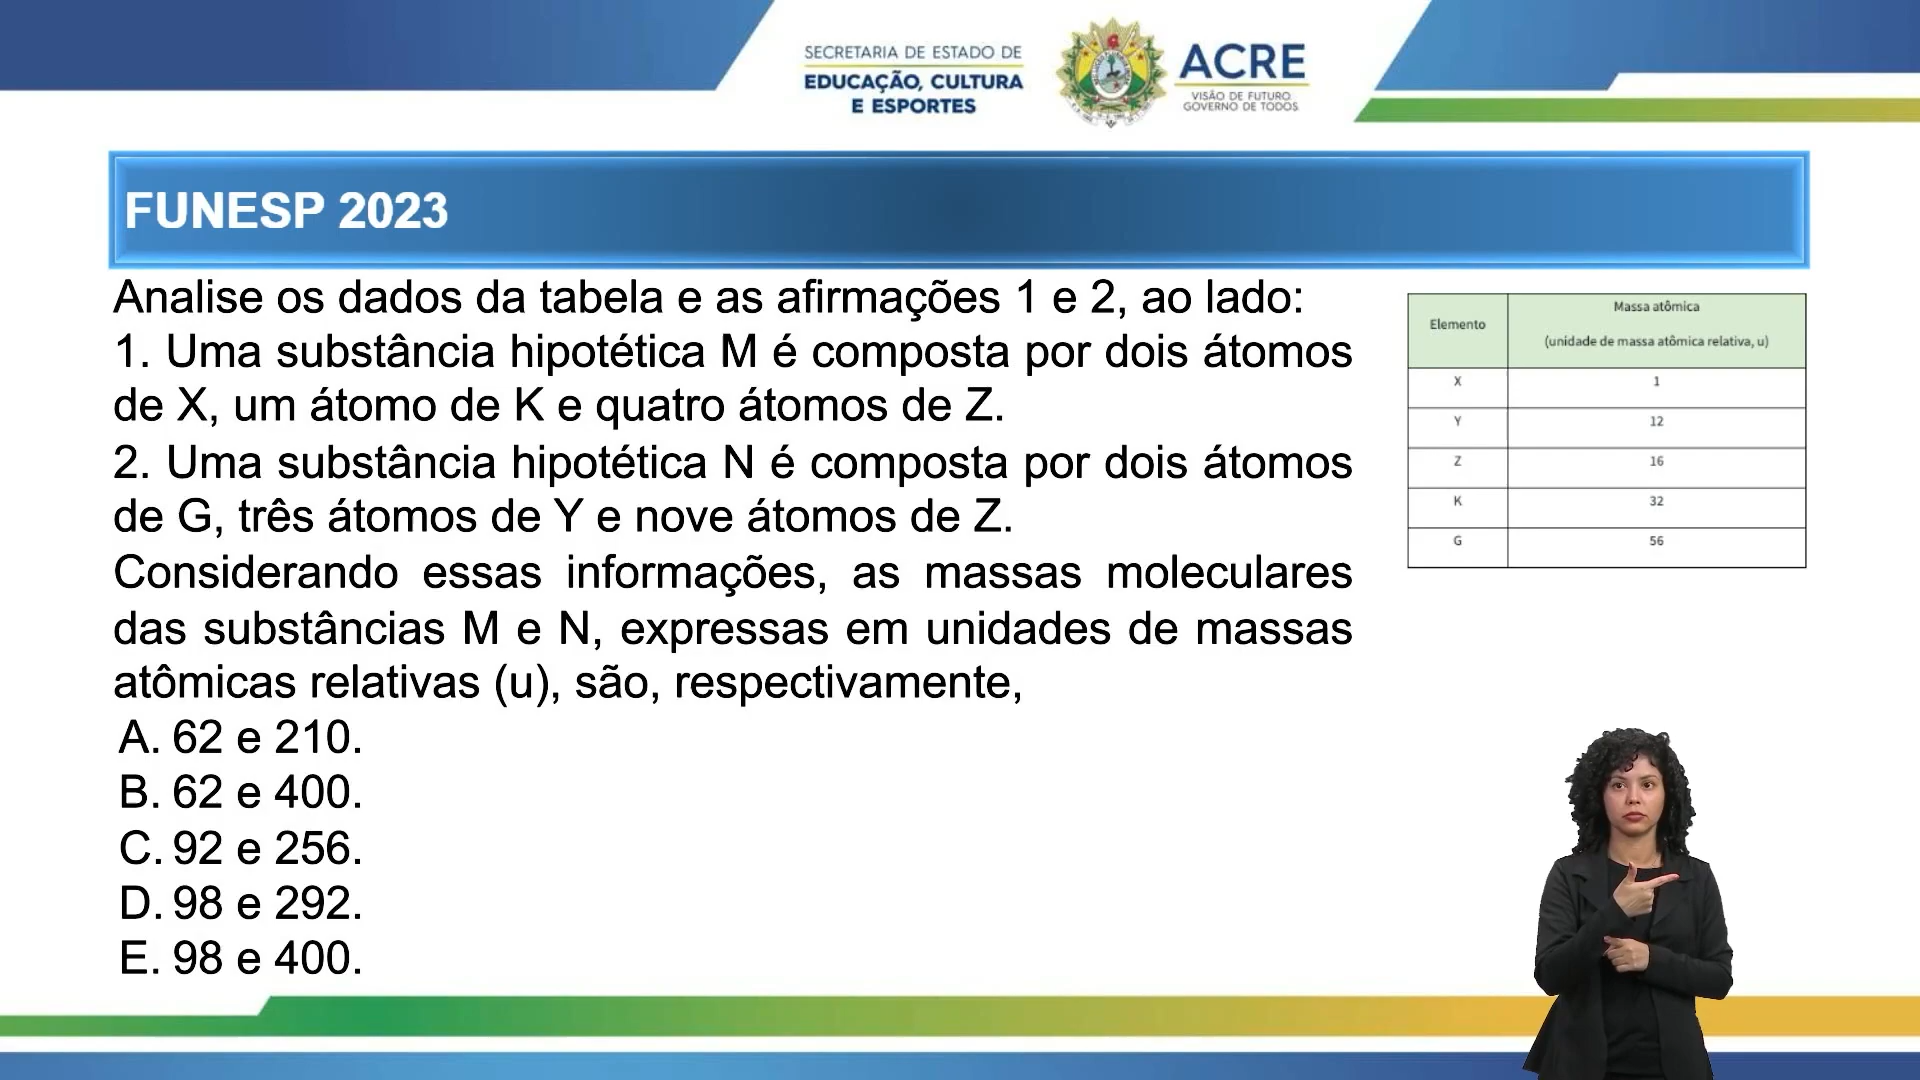 SECRETARIA DE ESTADO DE
EDUCAÇÃO, CULTURA
E ESPORTES
ACRE
VISÃO DE FUTURO
GOVERNO DE TODOS
FUNESP 2023
Analise os dados da tabela e as afirmações 1 e 2, ao lado:
1. Uma substância hipotética M é composta por dois átomos
de X, um átomo de K e quatro átomos de Z.
2. Uma substância hipotética N é composta por dois átomos
de G, três átomos de Y e nove átomos de Z.
Considerando essas informações, as massas moleculares
das substâncias M e N, expressas em unidades de massas
atômicas relativas (u), são, respectivamente,
A. 62 e 210.
B. 62 e 400.
C. 92 e 256.
D. 98 e 292.
E. 98 e 400.
Elemento Massa atômica
(unidade de massa atômica relativa, u)
X 1
Y 12
Z 16
K 32
G 56